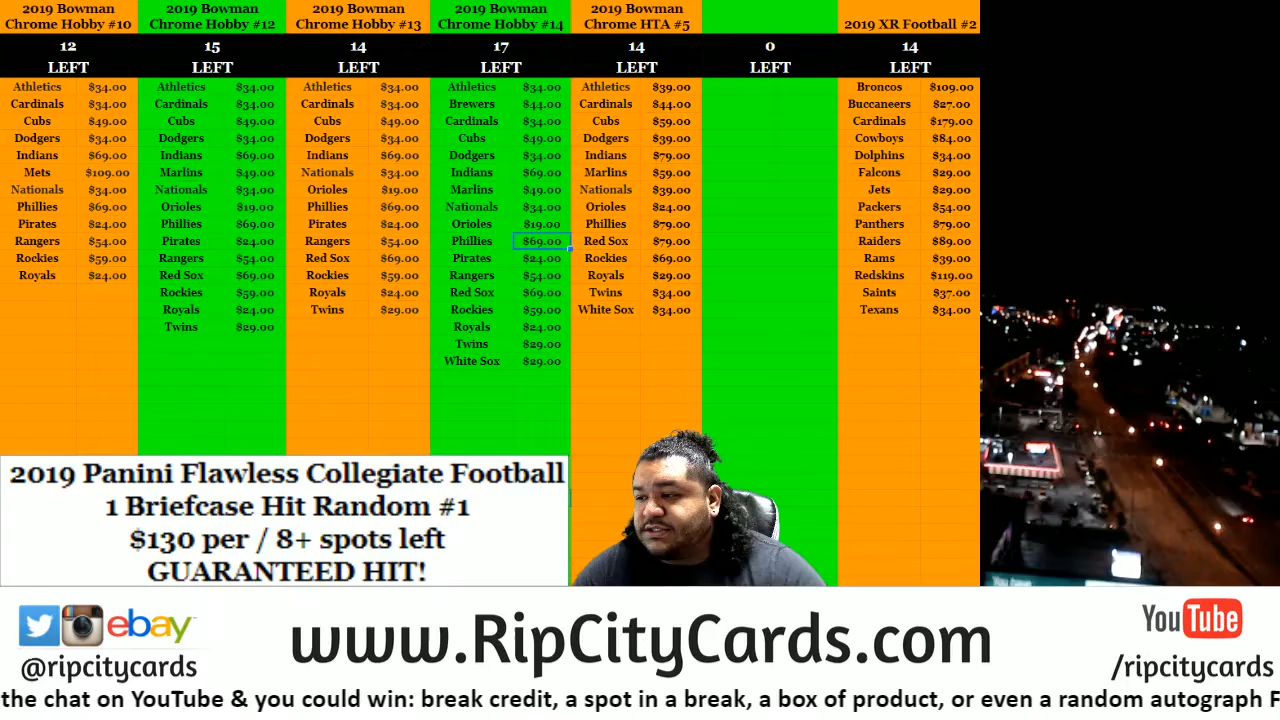 2019 Bowman Chrome Hobby #10
12
LEFT
Athletics $34.00
Cardinals $34.00
Cubs $49.00
Dodgers $34.00
Indians $69.00
Mets $109.00
Nationals $34.00
Phillies $69.00
Pirates $24.00
Rangers $54.00
Rockies $59.00
Royals $24.00
2019 Bowman Chrome Hobby #12
15
LEFT
Athletics $34.00
Cardinals $34.00
Cubs $49.00
Dodgers $34.00
Indians $69.00
Marlins $49.00
Nationals $34.00
Orioles $19.00
Phillies $69.00
Pirates $24.00
Rangers $54.00
Red Sox $69.00
Rockies $59.00
Royals $24.00
Twins $29.00
2019 Bowman Chrome Hobby #13
14
LEFT
Athletics $34.00
Cardinals $34.00
Cubs $49.00
Dodgers $34.00
Indians $69.00
Nationals $34.00
Orioles $19.00
Phillies $69.00
Pirates $24.00
Rangers $54.00
Red Sox $69.00
Rockies $59.00
Royals $24.00
Twins $29.00
2019 Bowman Chrome Hobby #14
17
LEFT
Athletics $34.00
Brewers $44.00
Cardinals $34.00
Cubs $49.00
Dodgers $34.00
Indians $69.00
Marlins $49.00
Nationals $34.00
Orioles $19.00
Phillies $69.00
Pirates $24.00
Rangers $54.00
Red Sox $69.00
Rockies $59.00
Royals $24.00
Twins $29.00
White Sox $29.00
2019 Bowman Chrome HTA #5
14
LEFT
Athletics $39.00
Cardinals $44.00
Cubs $59.00
Dodgers $39.00
Indians $79.00
Marlins $59.00
Nationals $39.00
Orioles $24.00
Phillies $79.00
Red Sox $79.00
Rockies $69.00
Royals $29.00
Twins $34.00
White Sox $34.00
0
LEFT
2019 XR Football #2
14
LEFT
Broncos $109.00
Buccaneers $27.00
Cardinals $179.00
Cowboys $84.00
Dolphins $34.00
Falcons $29.00
Jets $29.00
Packers $54.00
Panthers $79.00
Raiders $89.00
Rams $39.00
Redskins $119.00
Saints $37.00
Texans $34.00
2019 Panini Flawless Collegiate Football
1 Briefcase Hit Random #1
$130 per / 8+ spots left
GUARANTEED HIT!
ebay
@ripcitycards
www.RipCityCards.com
YouTube
/ripcitycards
the chat on YouTube & you could win: break credit, a spot in a break, a box of product, or even a random autograph F